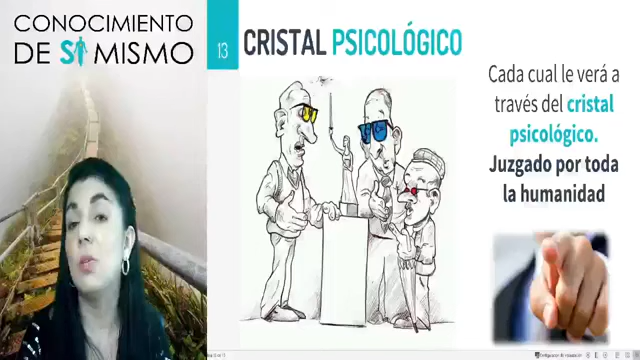 CONOCIMIENTO
DE SÍ MISMO
13
CRISTAL PSICOLÓGICO
Cada cual le verá a
través del cristal
psicológico.
Juzgado por toda
la humanidad